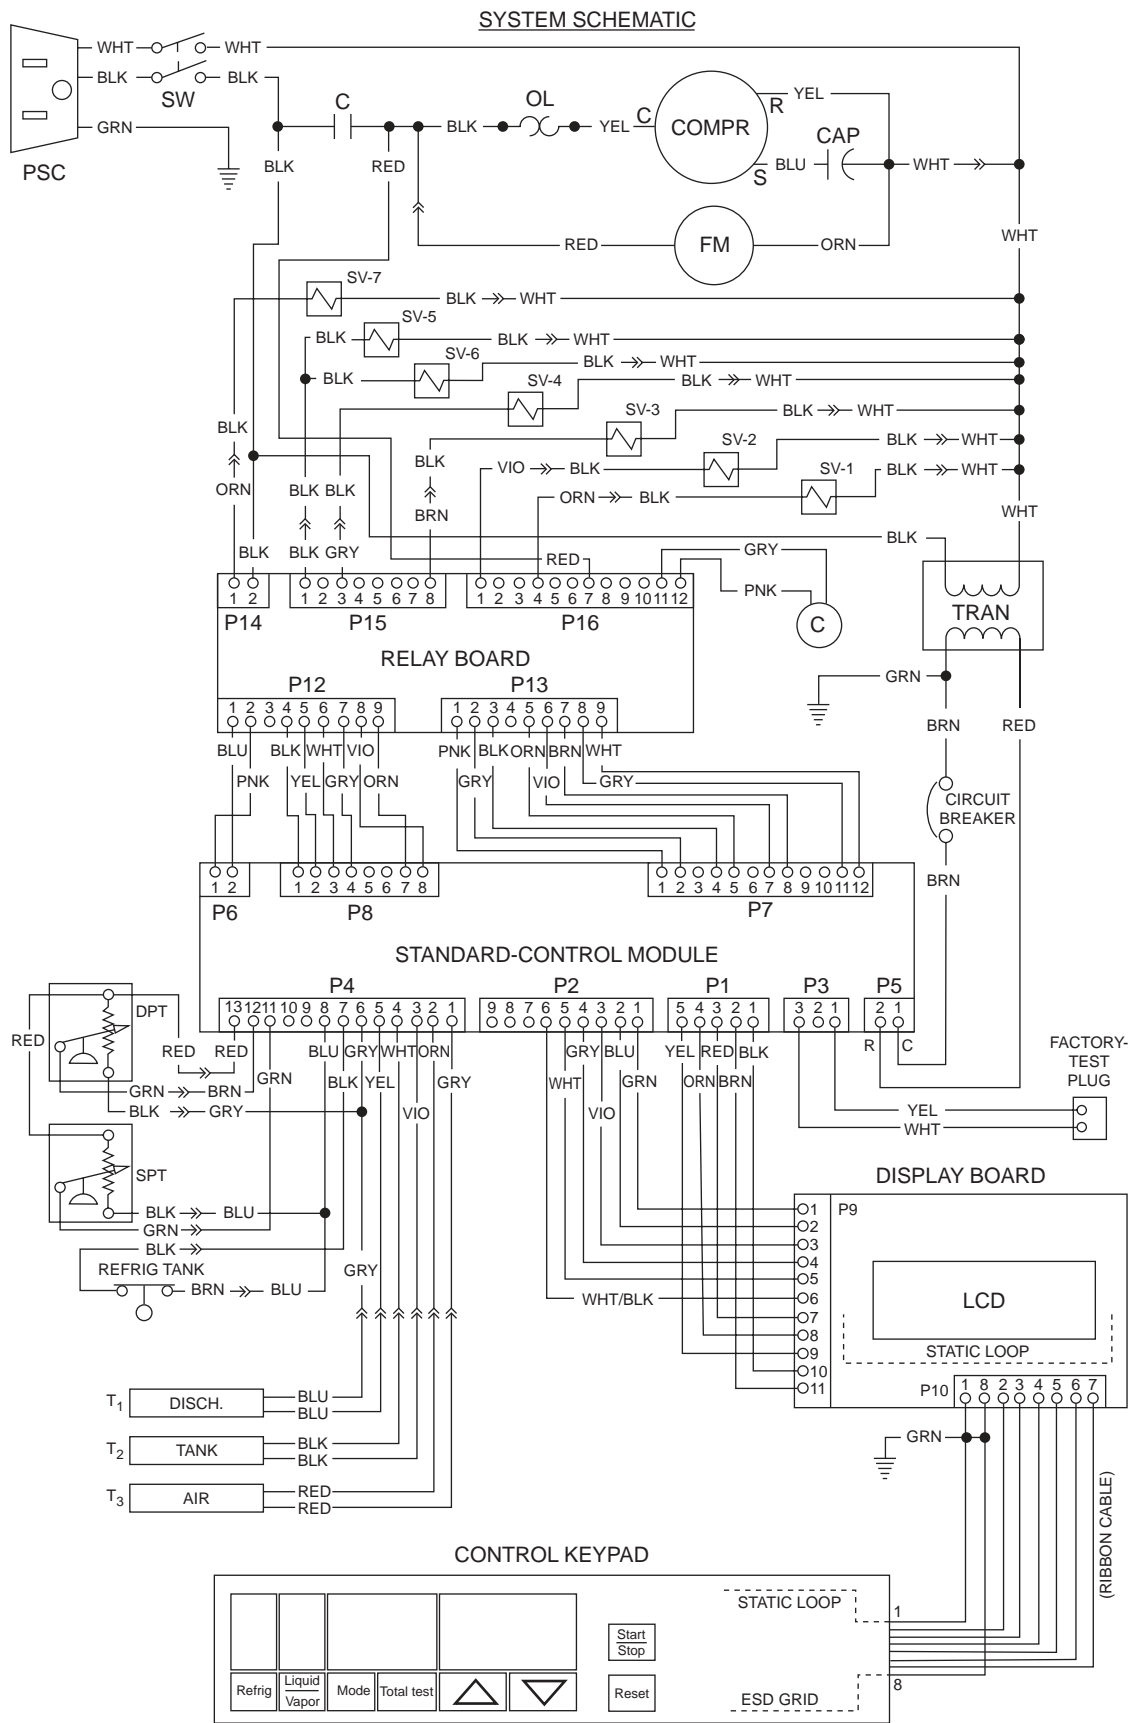 SYSTEM SCHEMATIC
WHT WHT
BLK BLK
SW
GRN
PSC
C
OL
BLK YEL C COMPR R YEL
CAP
S BLU WHT
BLK RED
RED FM ORN
WHT
SV-7
BLK WHT
SV-5
BLK BLK WHT
SV-6
BLK BLK WHT
SV-4
BLK WHT
SV-3
BLK WHT
SV-2
BLK WHT
VIO BLK
SV-1
BLK WHT
ORN BLK
BLK
ORN
BLK BLK
BLK
BRN
WHT
BLK
BLK BLK GRY
RED
GRY
PNK
C
TRAN
1 2
P14
1 2 3 4 5 6 7 8
P15
1 2 3 4 5 6 7 8 9 10 11 12
P16
RELAY BOARD
P12
1 2 3 4 5 6 7 8 9
P13
1 2 3 4 5 6 7 8 9
GRN
BRN RED
BLU BLK WHT VIO
PNK YEL GRY ORN
PNK BLK ORN BRN WHT
GRY VIO GRY
CIRCUIT
BREAKER
BRN
1 2
P6
1 2 3 4 5 6 7 8
P8
1 2 3 4 5 6 7 8 9 10 11 12
P7
STANDARD-CONTROL MODULE
P4
13 12 11 10 9 8 7 6 5 4 3 2 1
P2
9 8 7 6 5 4 3 2 1
P1
5 4 3 2 1
P3
3 2 1
P5
2 1
R C
DPT
RED
RED RED
GRN BRN
BLK GRY
GRN
BLU GRY WHT ORN
BLK YEL VIO GRY
GRY BLU
WHT VIO GRN
YEL RED BLK
ORN BRN
FACTORY-
TEST
PLUG
YEL
WHT
SPT
BLK BLU
GRN
BLK
REFRIG TANK
BRN BLU
GRY
DISPLAY BOARD
P9
1
2
3
4
5
6
7
8
9
10
11
WHT/BLK
LCD
STATIC LOOP
P10
1 8 2 3 4 5 6 7
GRN
(RIBBON CABLE)
T1 DISCH. BLU
BLU
T2 TANK BLK
BLK
T3 AIR RED
RED
CONTROL KEYPAD
STATIC LOOP
1
Start
Stop
Refrig
Liquid
Vapor
Mode
Total test
Reset
ESD GRID
8